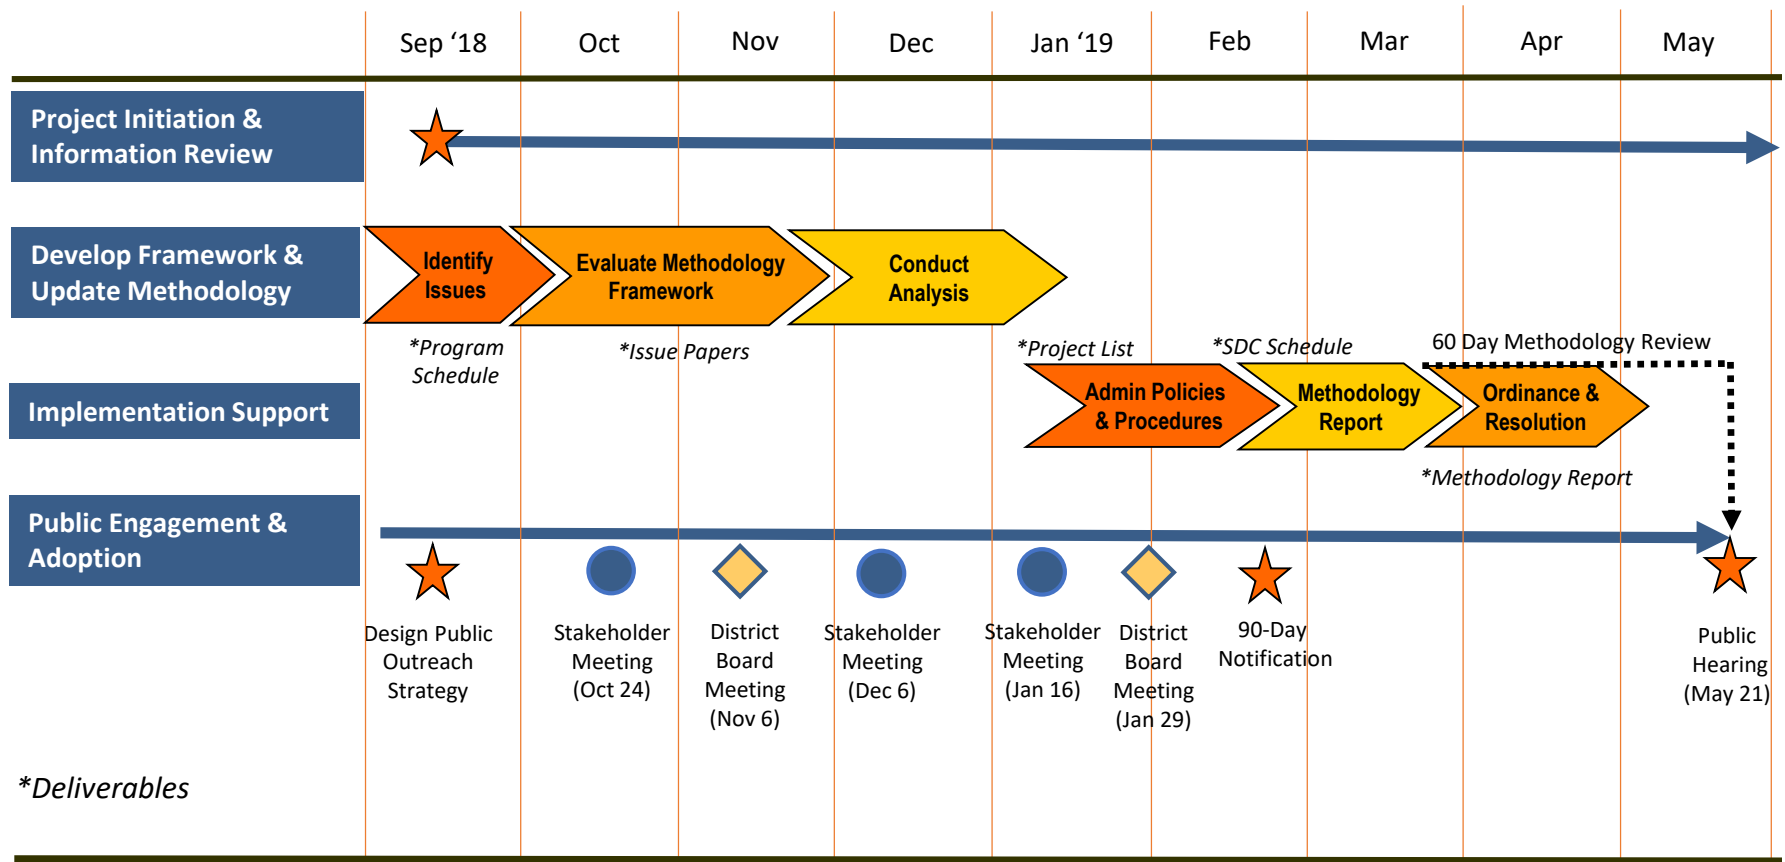 Sep ‘18 Oct Nov Dec Jan ‘19 Feb Mar Apr May
Project Initiation &
Information Review
Develop Framework &
Update Methodology
Identify
Issues
Evaluate Methodology
Framework
Conduct
Analysis
*Program
Schedule
*Issue Papers
*Project List
*SDC Schedule
60 Day Methodology Review
Implementation Support
Admin Policies
& Procedures
Methodology
Report
Ordinance &
Resolution
*Methodology Report
Public Engagement &
Adoption
Design Public
Outreach
Strategy
Stakeholder
Meeting
(Oct 24)
District
Board
Meeting
(Nov 6)
Stakeholder
Meeting
(Dec 6)
Stakeholder
Meeting
(Jan 16)
District
Board
Meeting
(Jan 29)
90-Day
Notification
Public
Hearing
(May 21)
*Deliverables